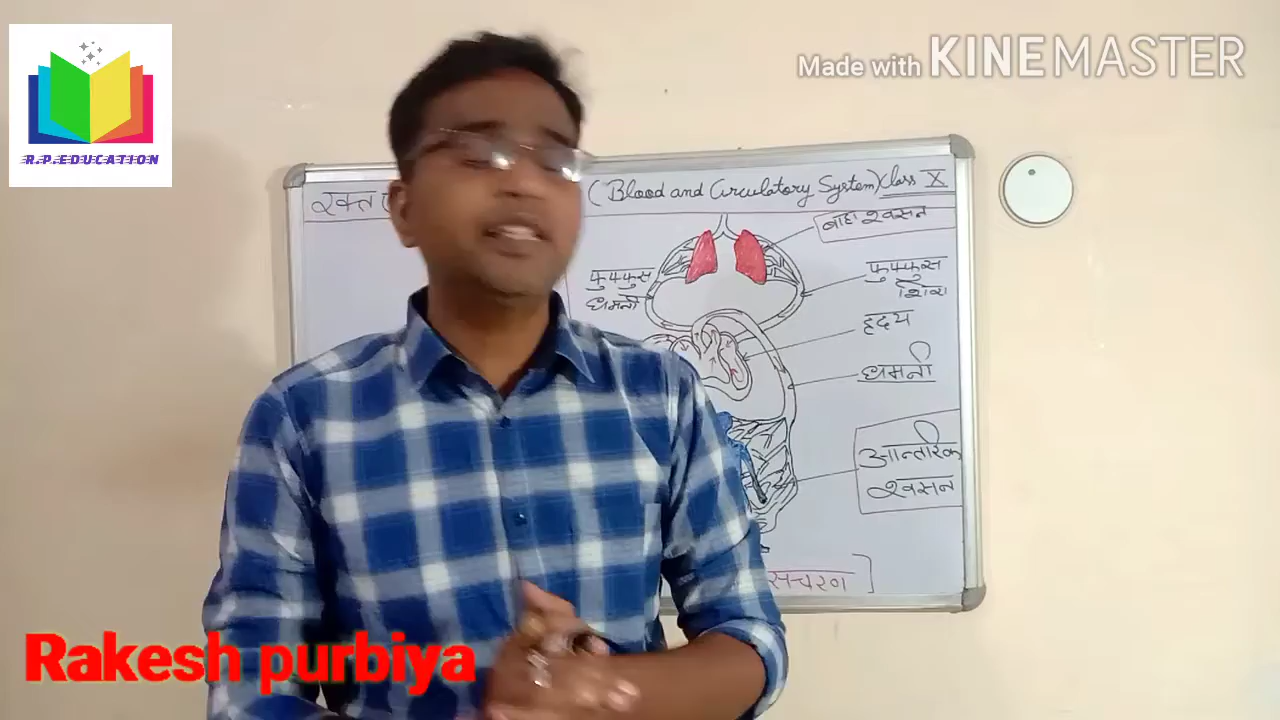 R.P.EDUCATION
Made with KINEMASTER
रक्त
(Blood and Circulatory System) Class X
बाह्य श्वसन
फुफ्फुस
धमनी
फुफ्फुस
शिरा
हृदय
धमनी
आन्तरिक
श्वसन
संचरण]
Rakesh purbiya